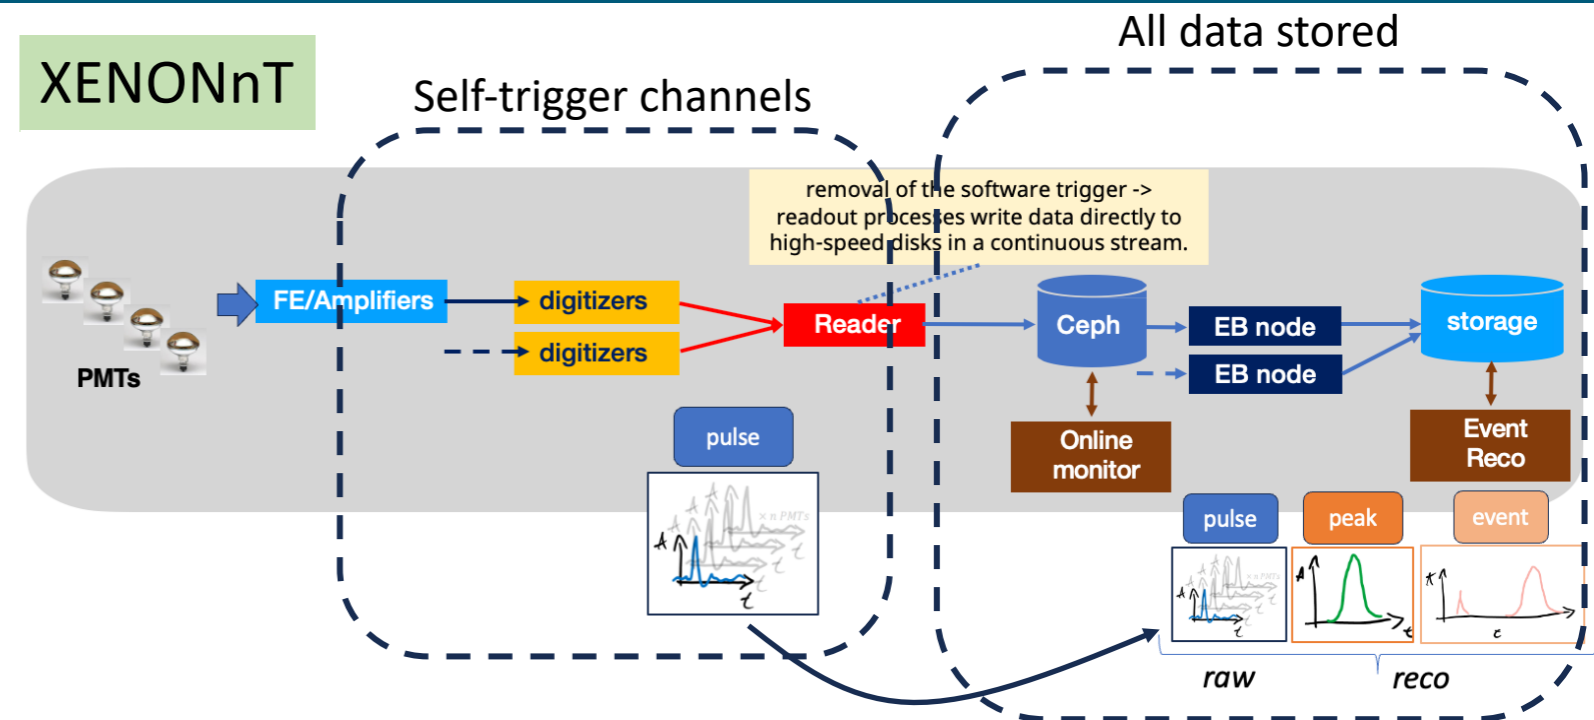 All data stored
XENONnT
Self-trigger channels
removal of the software trigger ->
readout processes write data directly to
high-speed disks in a continuous stream.
PMTs
FE/Amplifiers
digitizers
digitizers
Reader
Ceph
EB node
EB node
storage
Online
monitor
Event
Reco
pulse
× n PMTs
A
A
A
A
t
t
t
t
pulse
peak
event
× n PMTs
A
A
A
t
t
t
A
t
t
raw
reco